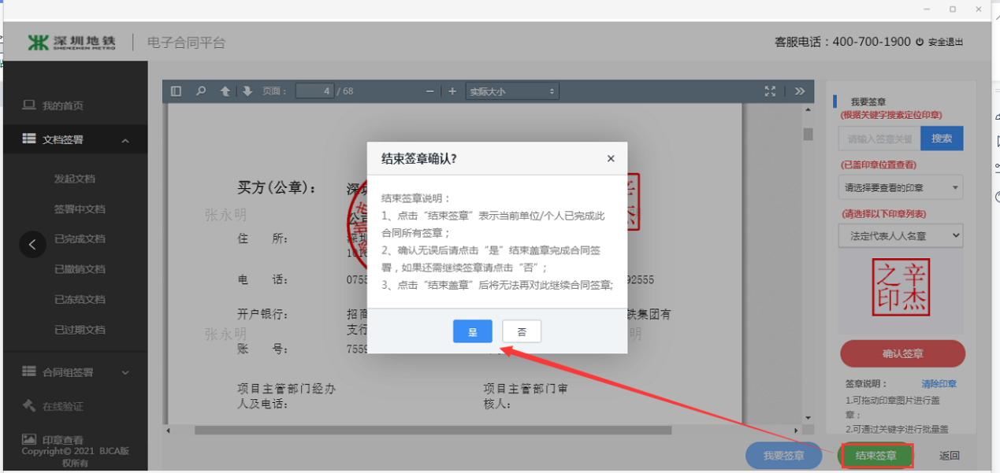 深圳地铁
SHENZHEN METRO
电子合同平台
客服电话：400-700-1900 安全退出
我的首页
文档签署
发起文档
签署中文档
已完成文档
已撤销文档
已冻结文档
已过期文档
合同组签署
在线验证
印章查看
Copyright© 2021 BJCA版
权所有
页面： 4 / 68
实际大小
买方(公章)： 深圳
张永明
公司
住 所：
深圳
电 话： 0755
92555
开户银行： 招商
铁集团有
支行
张永明
明
账 号： 7559
项目主管部门经办
人及电话：
项目主管部门审
核人：
结束签章确认?
结束签章说明：
1、点击“结束签章”表示当前单位/个人已完成此
合同所有签章；
2、确认无误后请点击“是”结束盖章完成合同签
署，如果还需继续签章请点击“否”；
3、点击“结束盖章”后将无法再对此继续合同签章;
是
否
我要签章
(根据关键字搜索定位印章)
请输入签章关键
搜索
(已盖印章位置查看)
请选择要查看的印章
(请选择以下印章列表)
法定代表人人名章
之辛
印杰
确认签章
签章说明：
清除印章
1.可拖动印章图片进行盖
章；
2.可通过关键字进行批量盖
我要签章
结束签章
返回